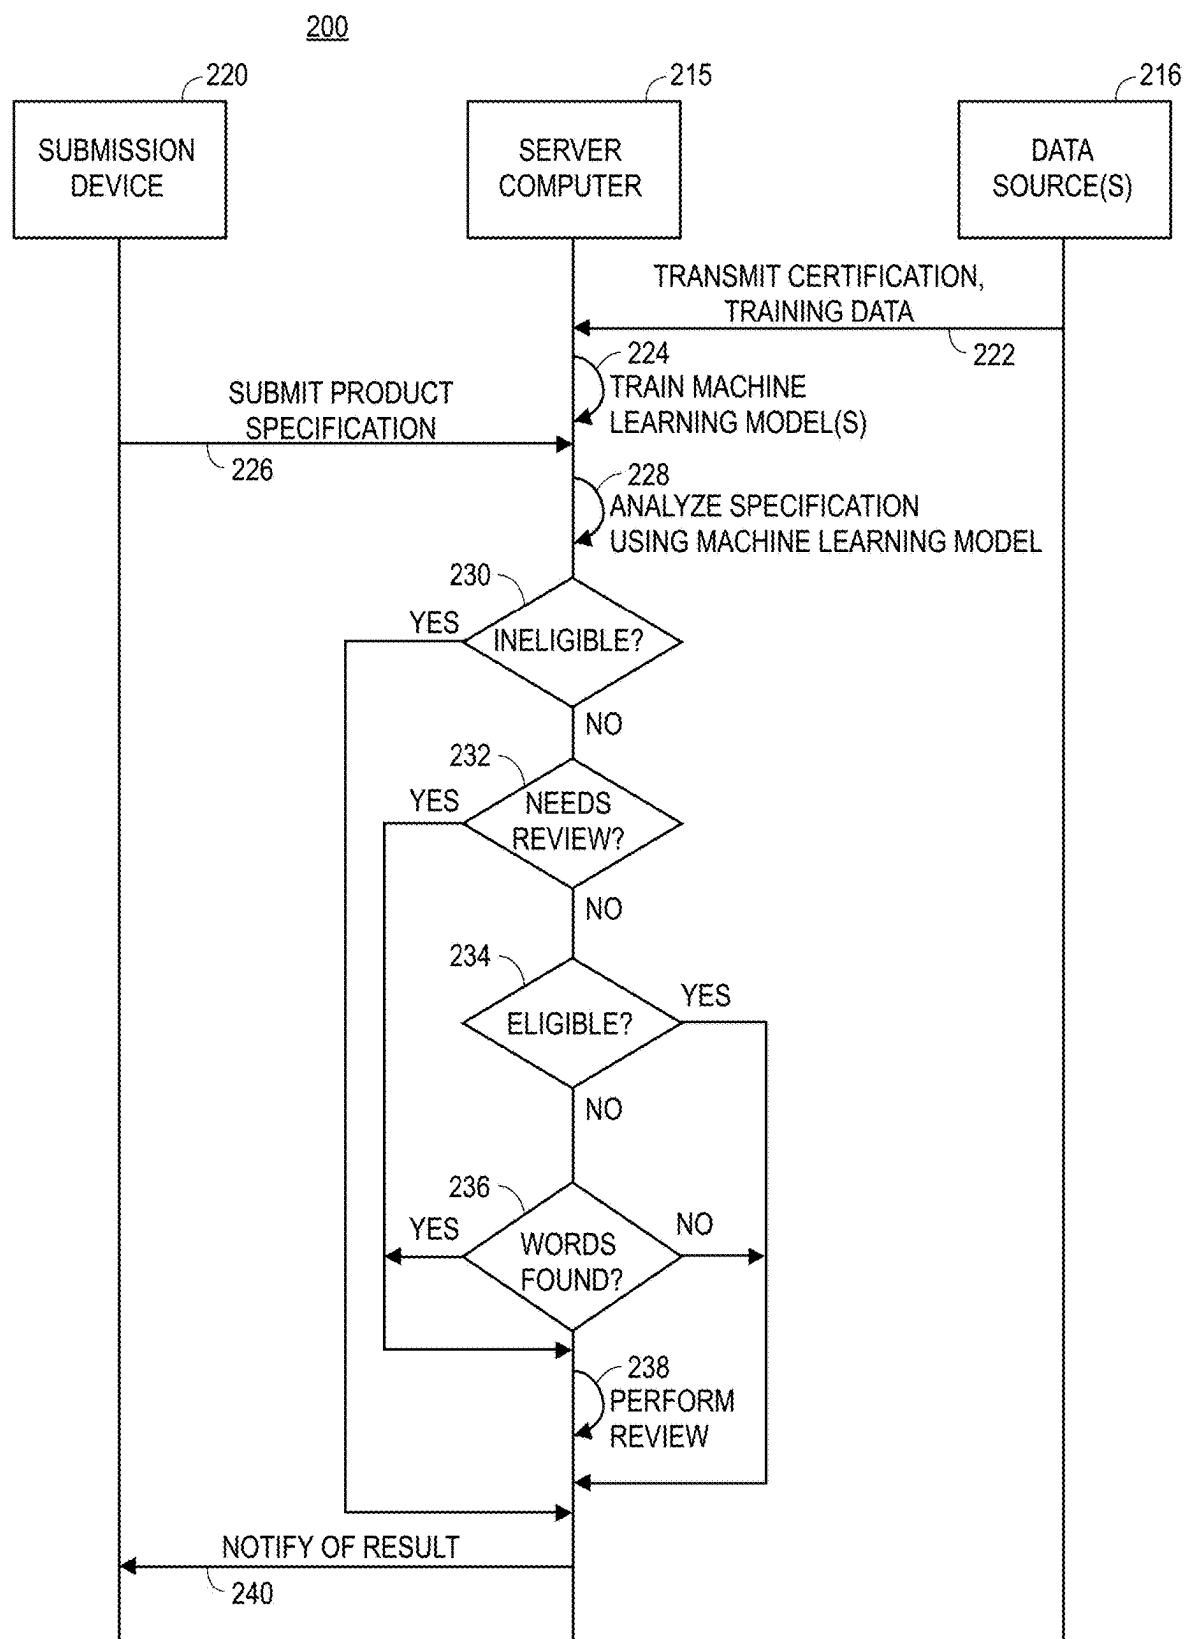 200
220
215
216
SUBMISSION
DEVICE
SERVER
COMPUTER
DATA
SOURCE(S)
TRANSMIT CERTIFICATION,
TRAINING DATA
222
224
TRAIN MACHINE
LEARNING MODEL(S)
SUBMIT PRODUCT
SPECIFICATION
226
228
ANALYZE SPECIFICATION
USING MACHINE LEARNING MODEL
230
YES
INELIGIBLE?
NO
232
YES
NEEDS
REVIEW?
NO
234
YES
ELIGIBLE?
NO
236
YES
NO
WORDS
FOUND?
238
PERFORM
REVIEW
NOTIFY OF RESULT
240